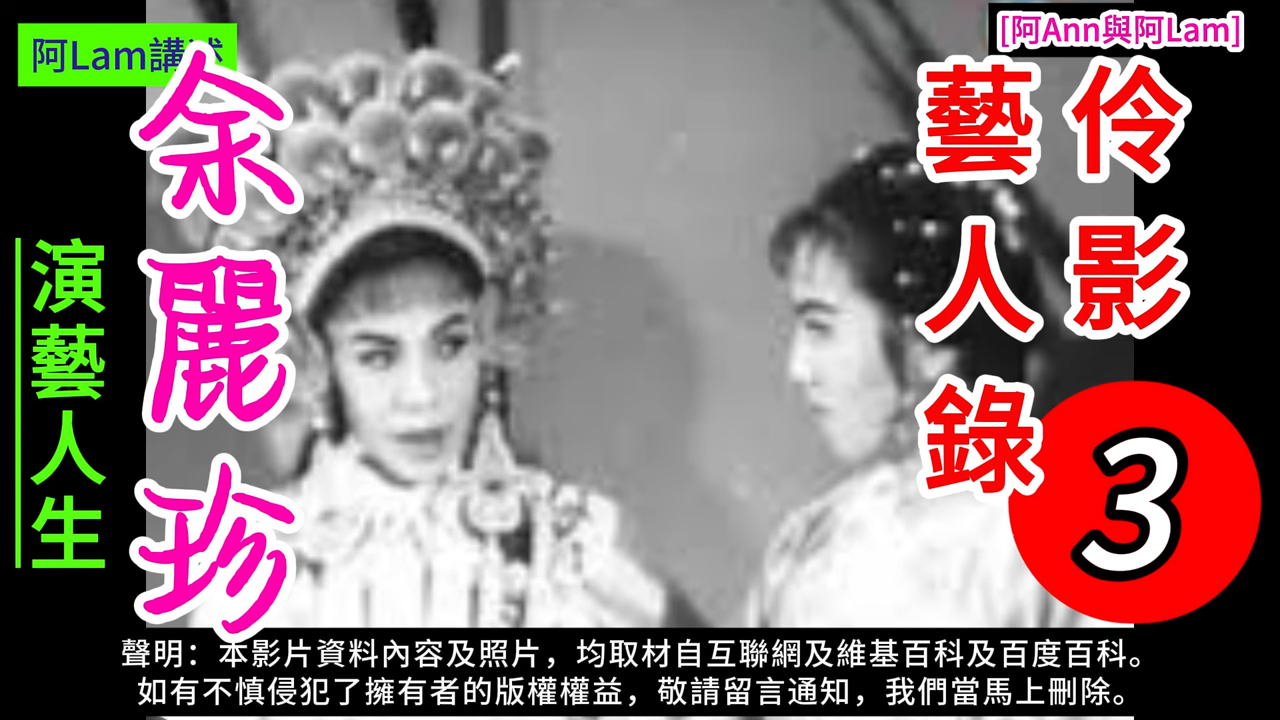 阿Lam講述
[阿Ann與阿Lam]
伶影
藝人錄
3
余麗珍
演藝人生
聲明：本影片資料內容及照片，均取材自互聯網及維基百科及百度百科。
如有不慎侵犯了擁有者的版權權益，敬請留言通知，我們當馬上刪除。